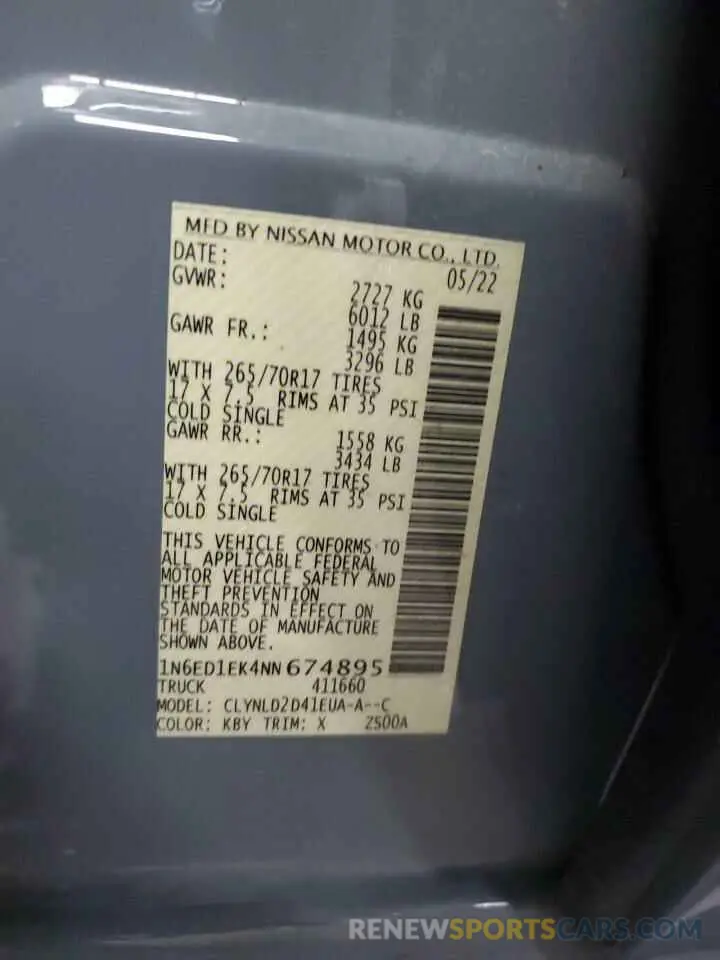 MFD BY NISSAN MOTOR CO., LTD.
DATE: 05/22
GVWR: 2727 KG
6012 LB
GAWR FR.: 1495 KG
3296 LB
WITH 265/70R17 TIRES
17 X 7.5 RIMS AT 35 PSI
COLD SINGLE
GAWR RR.: 1558 KG
3434 LB
WITH 265/70R17 TIRES
17 X 7.5 RIMS AT 35 PSI
COLD SINGLE
THIS VEHICLE CONFORMS TO
ALL APPLICABLE FEDERAL
MOTOR VEHICLE SAFETY AND
THEFT PREVENTION
STANDARDS IN EFFECT ON
THE DATE OF MANUFACTURE
SHOWN ABOVE.
1N6ED1EK4NN674895
TRUCK 411660
MODEL: CLYNLD2D41EUA-A--C
COLOR: KBY TRIM: X 2S00A
RENEWSPORTSCARS.COM